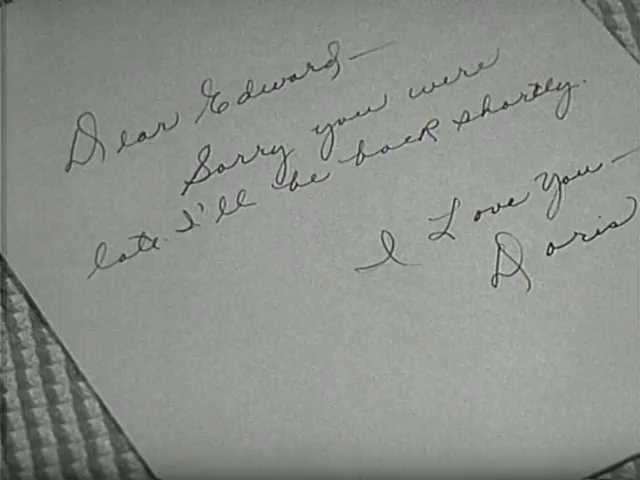 Dear Edward—
Sorry you were
late. I'll be back shortly.
I Love You—
Doris